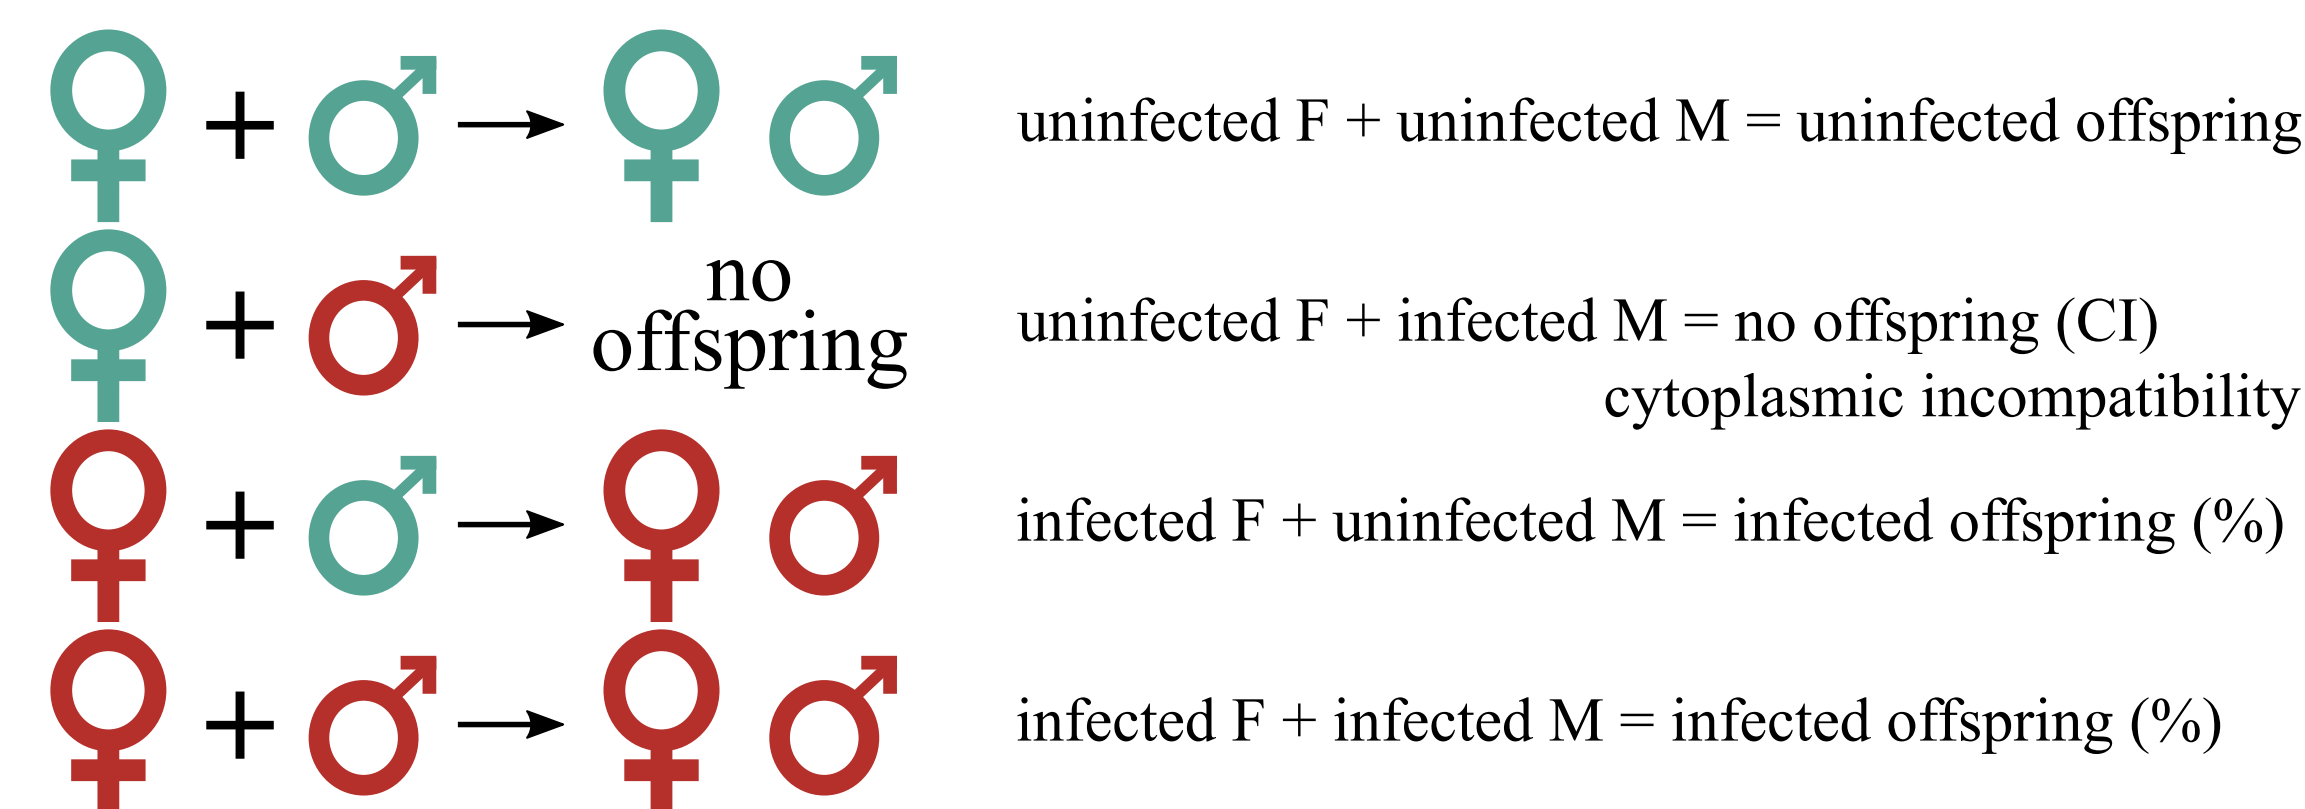 uninfected F + uninfected M = uninfected offspring
no
offspring
uninfected F + infected M = no offspring (CI)
cytoplasmic incompatibility
infected F + uninfected M = infected offspring (%)
infected F + infected M = infected offspring (%)